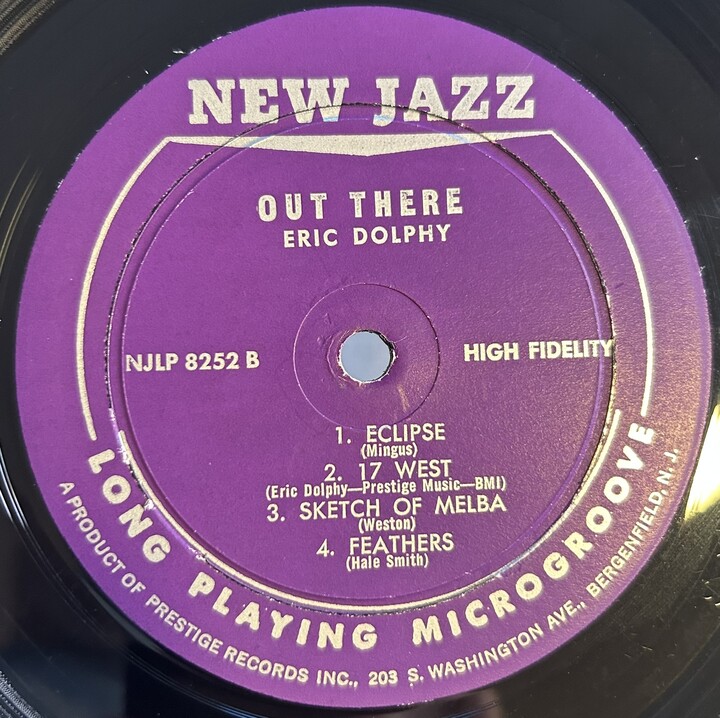 NEW JAZZ
OUT THERE
ERIC DOLPHY
NJLP 8252 B
HIGH FIDELITY
1. ECLIPSE
(Mingus)
2. 17 WEST
(Eric Dolphy—Prestige Music—BMI)
3. SKETCH OF MELBA
(Weston)
4. FEATHERS
(Hale Smith)
LONG PLAYING MICROGROOVE
A PRODUCT OF PRESTIGE RECORDS INC., 203 S. WASHINGTON AVE., BERGENFIELD, N. J.